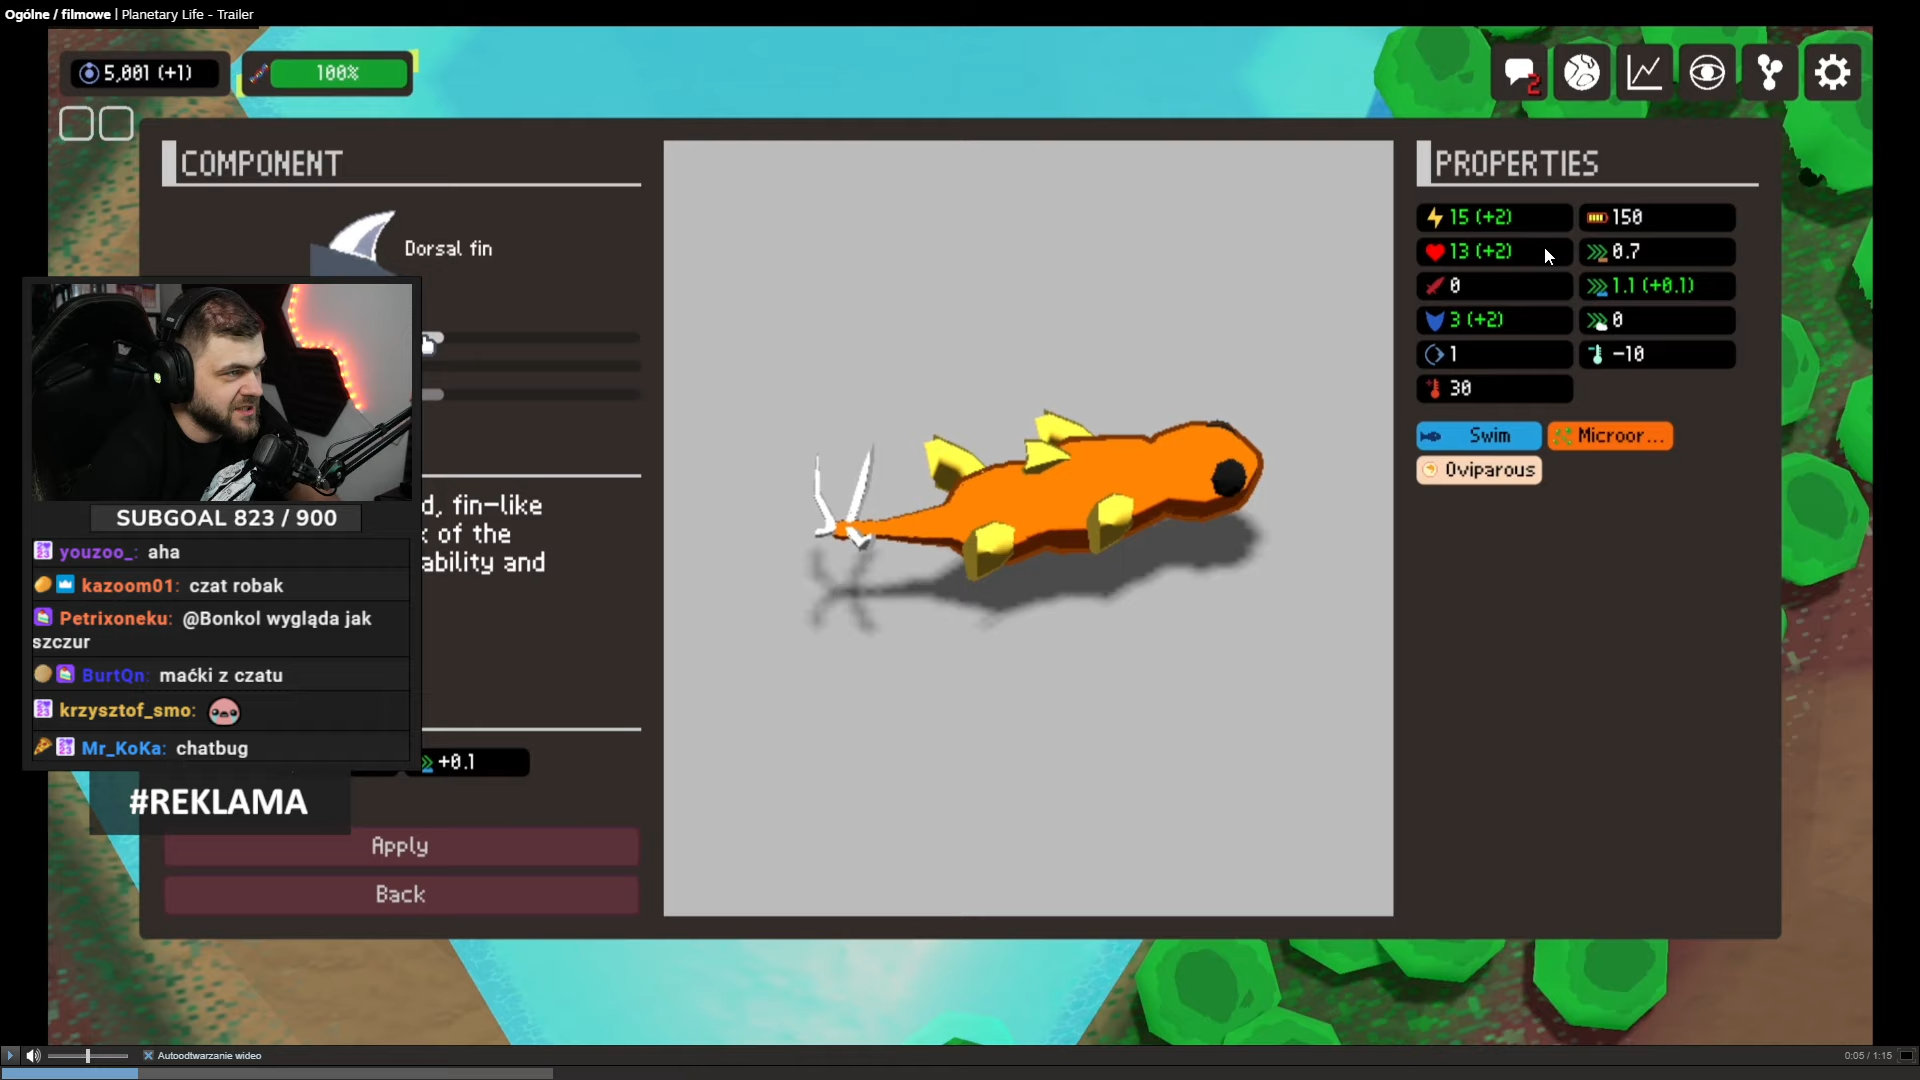 Ogólne / filmowe | Planetary Life - Trailer
5,001 (+1)
100%
2
COMPONENT
Dorsal fin
d, fin-like
of the
ability and
+0.1
Apply
Back
SUBGOAL 823 / 900
youzoo_: aha
kazoom01: czat robak
Petrixoneku: @Bonkol wygląda jak
szczur
BurtQn: maćki z czatu
krzysztof_smo:
Mr_KoKa: chatbug
#REKLAMA
PROPERTIES
15 (+2) 150
13 (+2) 0.7
0 1.1 (+0.1)
3 (+2) 0
1 -10
30
Swim Microor...
Oviparous
Autoodtwarzanie wideo
0:05 / 1:15